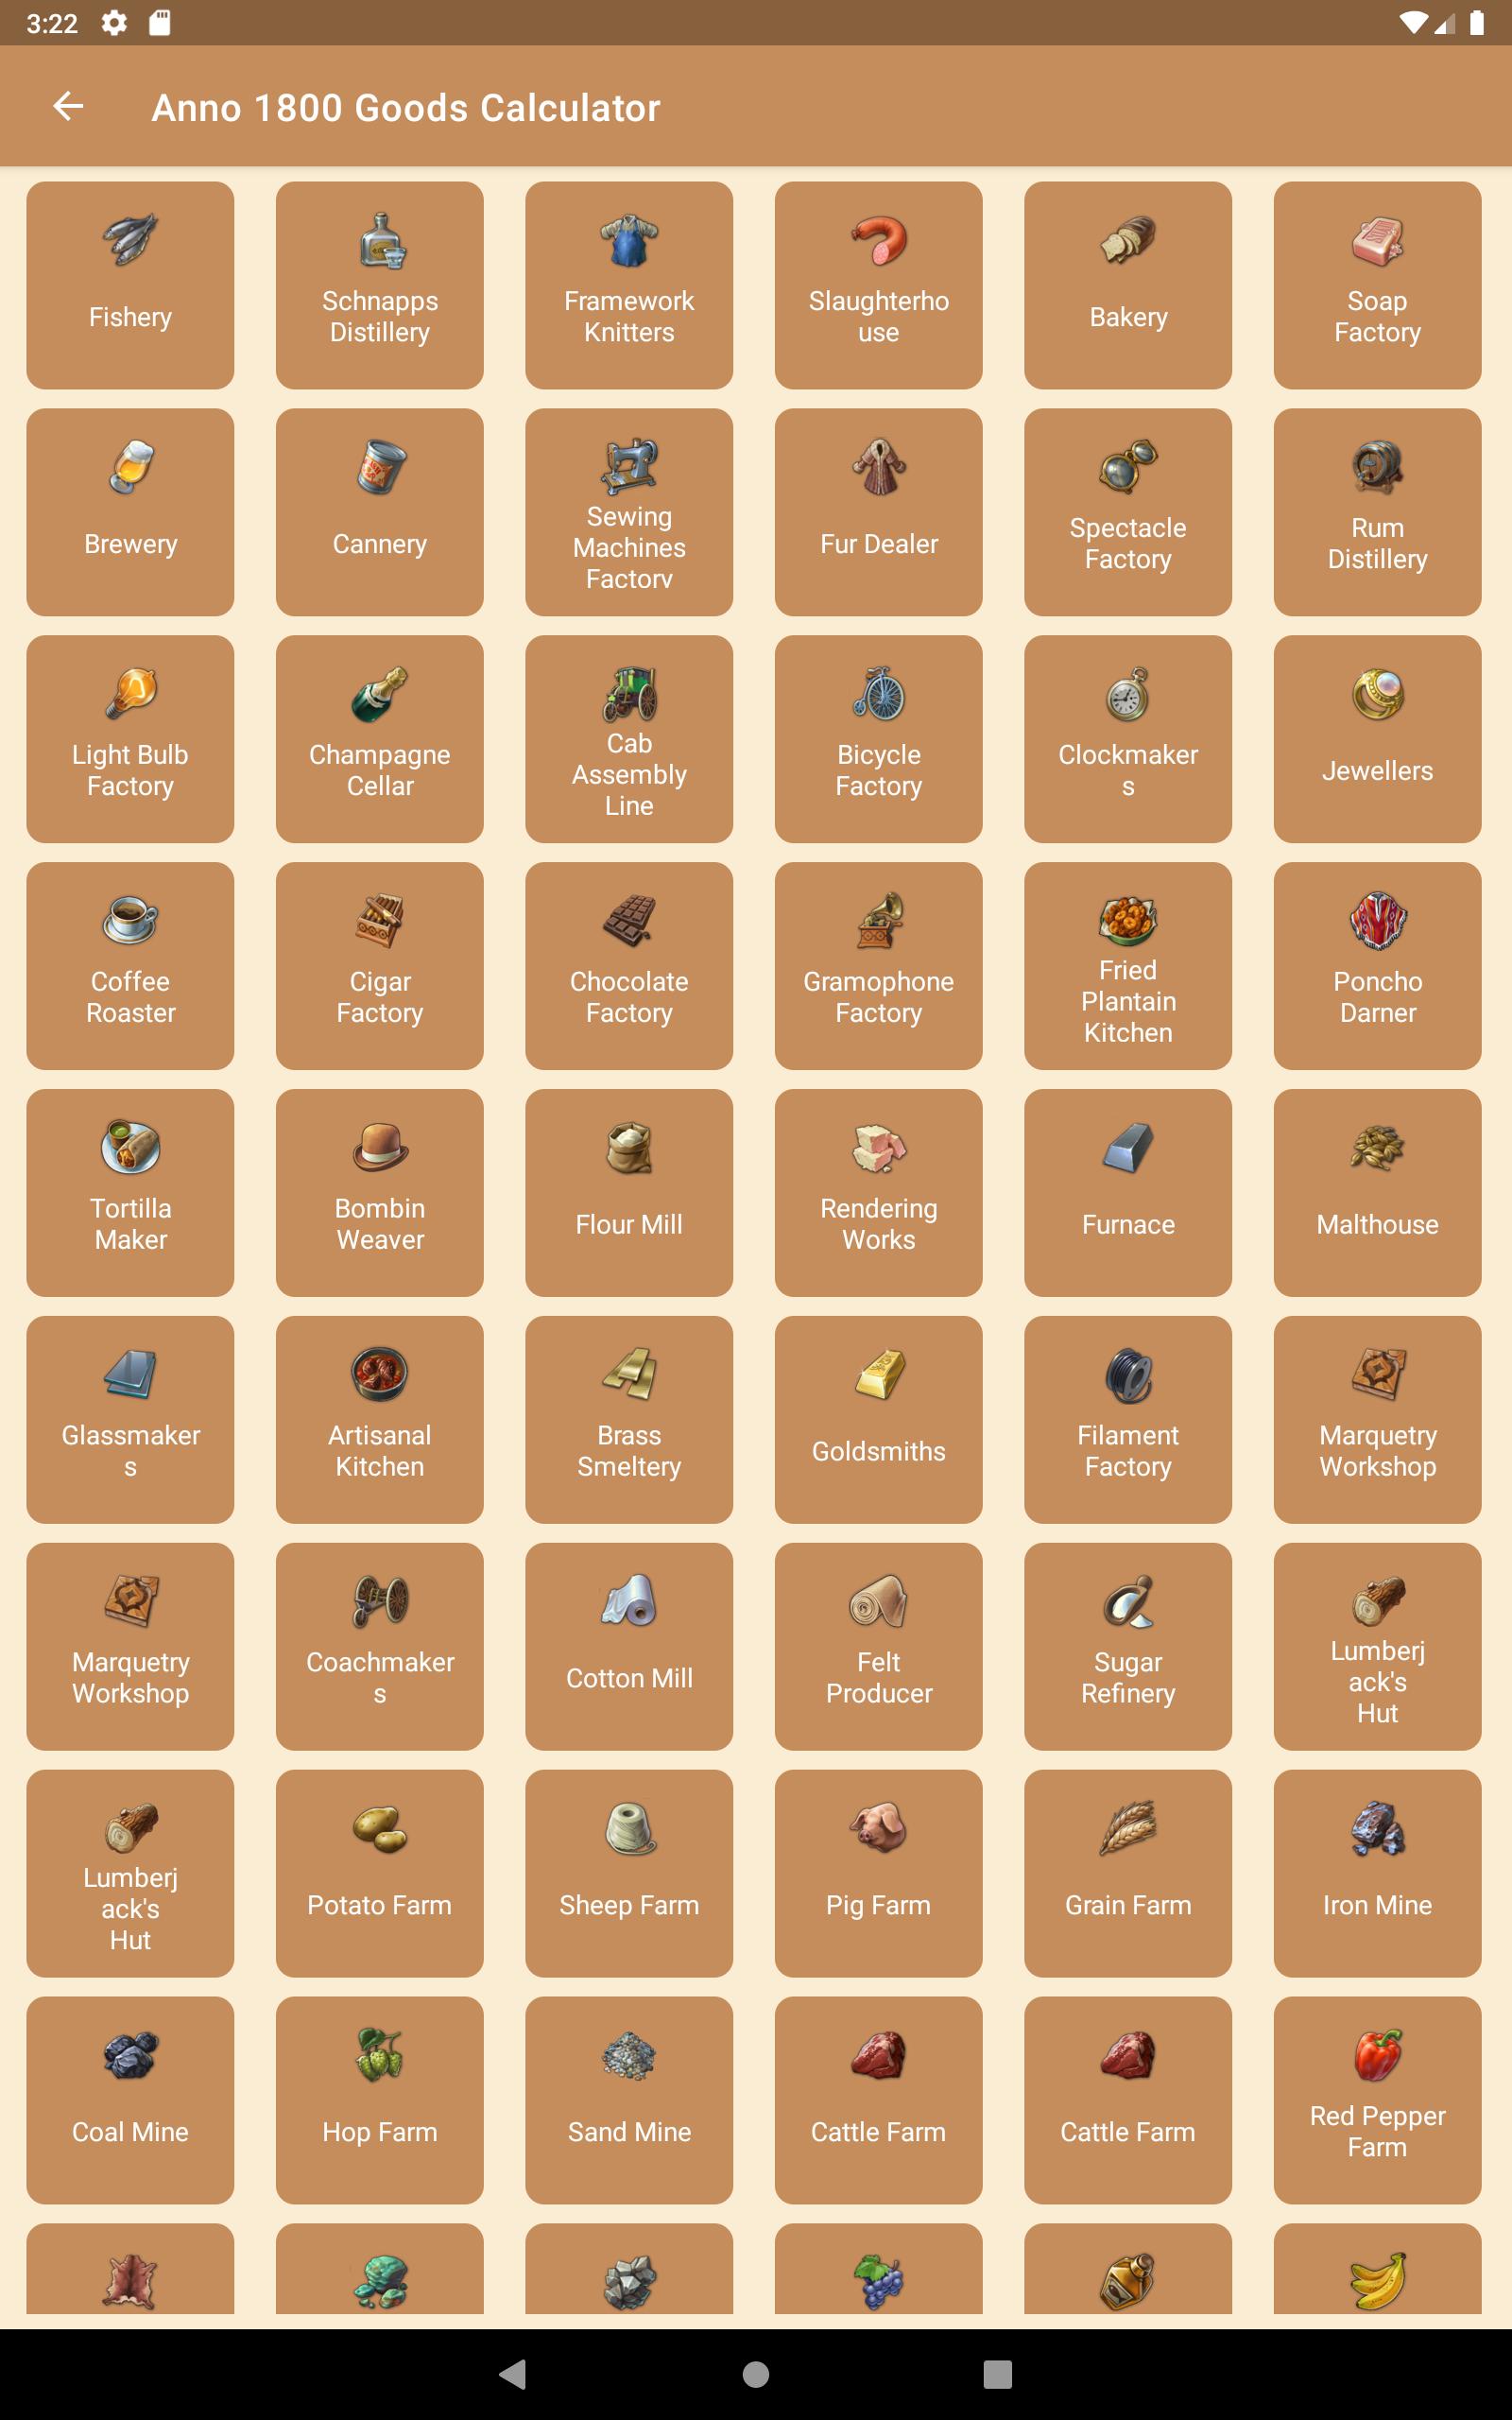 3:22
Anno 1800 Goods Calculator
Fishery
Schnapps
Distillery
Framework
Knitters
Slaughterho
use
Bakery
Soap
Factory
Brewery
Cannery
Sewing
Machines
Factory
Fur Dealer
Spectacle
Factory
Rum
Distillery
Light Bulb
Factory
Champagne
Cellar
Cab
Assembly
Line
Bicycle
Factory
Clockmaker
s
Jewellers
Coffee
Roaster
Cigar
Factory
Chocolate
Factory
Gramophone
Factory
Fried
Plantain
Kitchen
Poncho
Darner
Tortilla
Maker
Bombin
Weaver
Flour Mill
Rendering
Works
Furnace
Malthouse
Glassmaker
s
Artisanal
Kitchen
Brass
Smeltery
Goldsmiths
Filament
Factory
Marquetry
Workshop
Marquetry
Workshop
Coachmaker
s
Cotton Mill
Felt
Producer
Sugar
Refinery
Lumberj
ack's
Hut
Lumberj
ack's
Hut
Potato Farm
Sheep Farm
Pig Farm
Grain Farm
Iron Mine
Coal Mine
Hop Farm
Sand Mine
Cattle Farm
Cattle Farm
Red Pepper
Farm